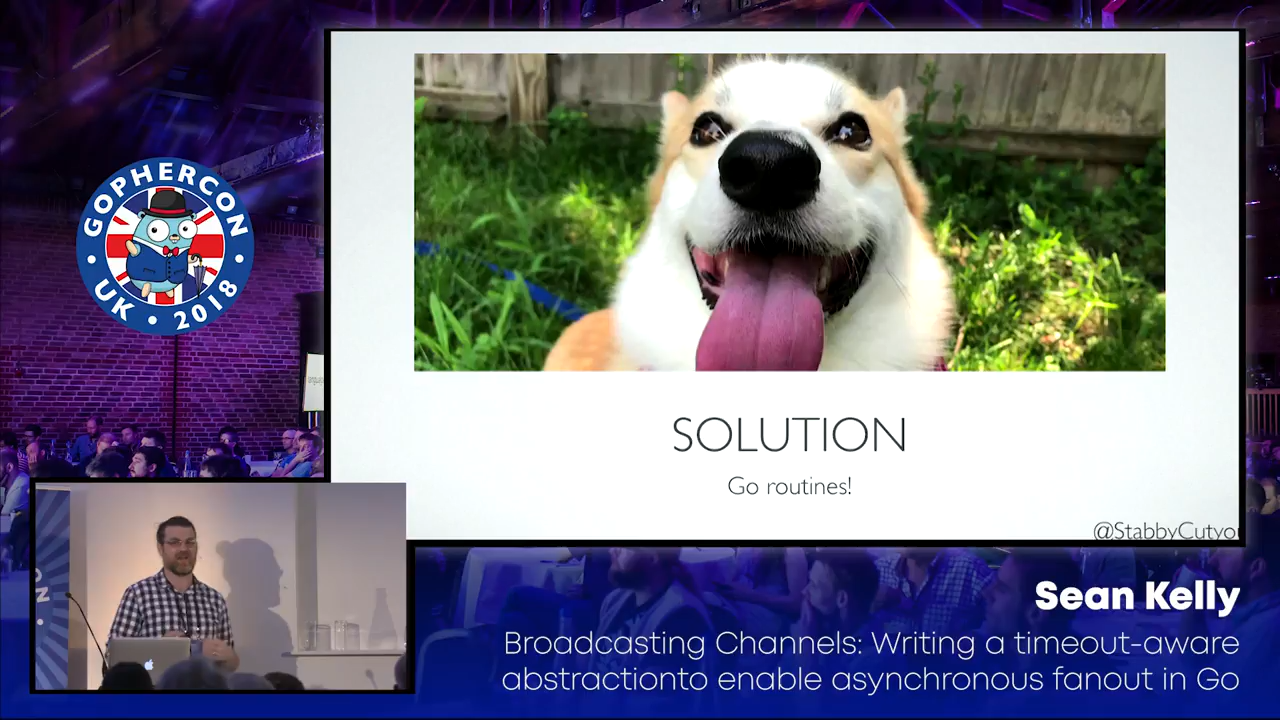 GOPHERCON
UK • 2018
SOLUTION
Go routines!
@StabbyCutyo
Sean Kelly
Broadcasting Channels: Writing a timeout-aware
abstractionto enable asynchronous fanout in Go